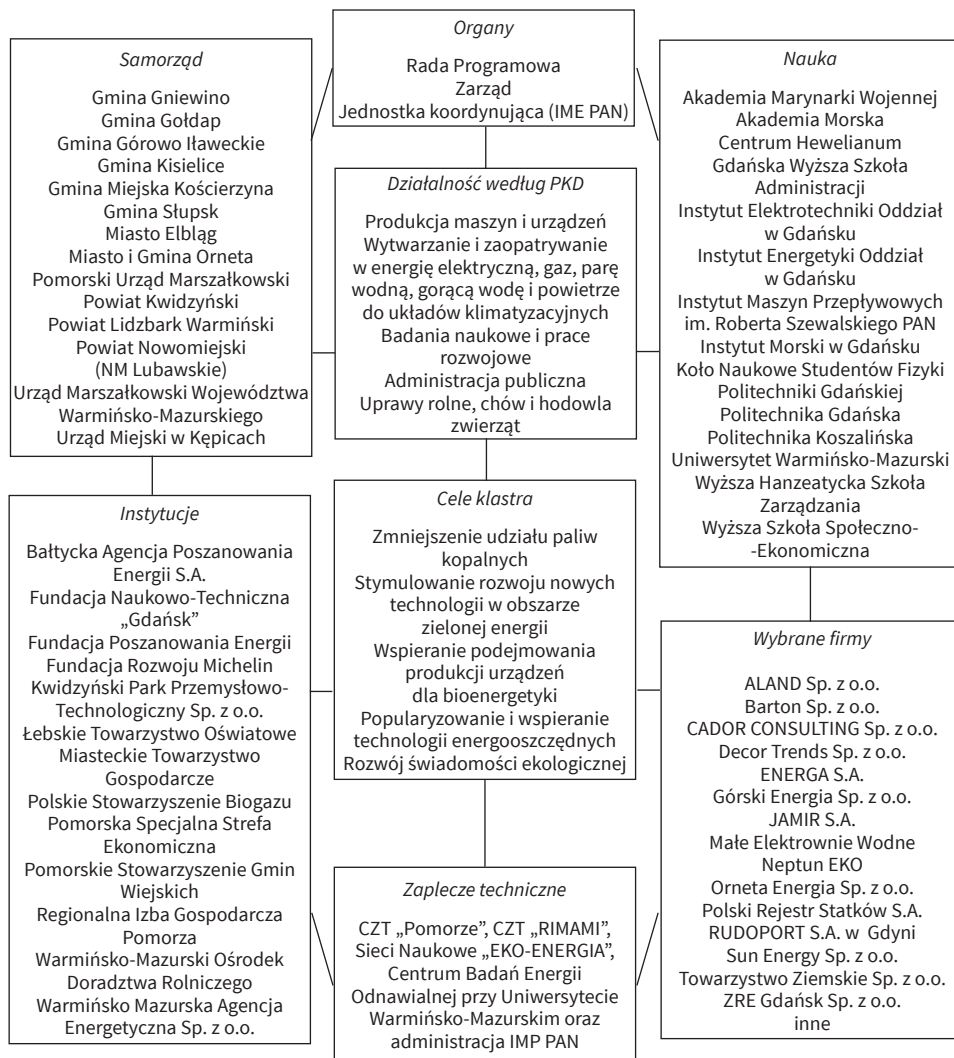 Organy
Rada Programowa
Zarząd
Jednostka koordynująca (IME PAN)
Samorząd
Gmina Gniewino
Gmina Gołdap
Gmina Górowo Iławeckie
Gmina Kisielice
Gmina Miejska Kościerzyna
Gmina Słupsk
Miasto Elbląg
Miasto i Gmina Orneta
Pomorski Urząd Marszałkowski
Powiat Kwidzyński
Powiat Lidzbark Warmiński
Powiat Nowomiejski
(NM Lubawskie)
Urząd Marszałkowski Województwa
Warmińsko-Mazurskiego
Urząd Miejski w Kępicach
Działalność według PKD
Produkcja maszyn i urządzeń
Wytwarzanie i zaopatrywanie
w energię elektryczną, gaz, parę
wodną, gorącą wodę i powietrze
do układów klimatyzacyjnych
Badania naukowe i prace
rozwojowe
Administracja publiczna
Uprawy rolne, chów i hodowla
zwierząt
Nauka
Akademia Marynarki Wojennej
Akademia Morska
Centrum Hewelianum
Gdańska Wyższa Szkoła
Administracji
Instytut Elektrotechniki Oddział
w Gdańsku
Instytut Energetyki Oddział
w Gdańsku
Instytut Maszyn Przepływowych
im. Roberta Szewalskiego PAN
Instytut Morski w Gdańsku
Koło Naukowe Studentów Fizyki
Politechniki Gdańskiej
Politechnika Gdańska
Politechnika Koszalińska
Uniwersytet Warmińsko-Mazurski
Wyższa Hanzeatycka Szkoła
Zarządzania
Wyższa Szkoła Społeczno-
-Ekonomiczna
Instytucje
Bałtycka Agencja Poszanowania
Energii S.A.
Fundacja Naukowo-Techniczna
„Gdańsk”
Fundacja Poszanowania Energii
Fundacja Rozwoju Michelin
Kwidzyński Park Przemysłowo-
-Technologiczny Sp. z o.o.
Łebskie Towarzystwo Oświatowe
Miasteckie Towarzystwo
Gospodarcze
Polskie Stowarzyszenie Biogazu
Pomorska Specjalna Strefa
Ekonomiczna
Pomorskie Stowarzyszenie Gmin
Wiejskich
Regionalna Izba Gospodarcza
Pomorza
Warmińsko-Mazurski Ośrodek
Doradztwa Rolniczego
Warmińsko Mazurska Agencja
Energetyczna Sp. z o.o.
Cele klastra
Zmniejszenie udziału paliw
kopalnych
Stymulowanie rozwoju nowych
technologii w obszarze
zielonej energii
Wspieranie podejmowania
produkcji urządzeń
dla bioenergetyki
Popularyzowanie i wspieranie
technologii energooszczędnych
Rozwój świadomości ekologicznej
Wybrane firmy
ALAND Sp. z o.o.
Barton Sp. z o.o.
CADOR CONSULTING Sp. z o.o.
Decor Trends Sp. z o.o.
ENERGA S.A.
Górski Energia Sp. z o.o.
JAMIR S.A.
Małe Elektrownie Wodne
Neptun EKO
Orneta Energia Sp. z o.o.
Polski Rejestr Statków S.A.
RUDOPORT S.A. w Gdyni
Sun Energy Sp. z o.o.
Towarzystwo Ziemskie Sp. z o.o.
ZRE Gdańsk Sp. z o.o.
inne
Zaplecze techniczne
CZT „Pomorze”, CZT „RIMAMI”,
Sieci Naukowe „EKO-ENERGIA”,
Centrum Badań Energii
Odnawialnej przy Uniwersytecie
Warmińsko-Mazurskim oraz
administracja IMP PAN